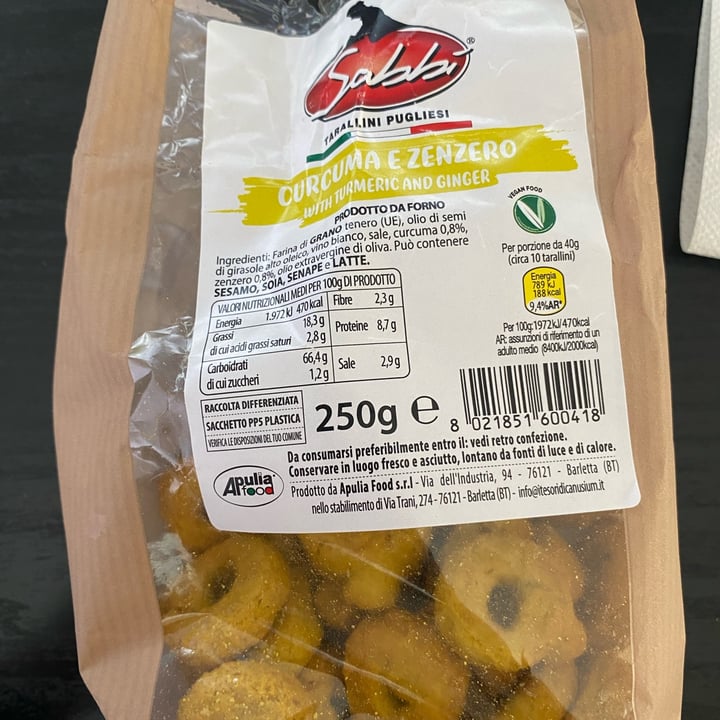 Sabbì®
TARALLINI PUGLIESI
CURCUMA E ZENZERO
WITH TURMERIC AND GINGER
PRODOTTO DA FORNO
Ingredienti: Farina di GRANO tenero (UE), olio di semi
di girasole alto oleico, vino bianco, sale, curcuma 0,8%,
zenzero 0,8%, olio extravergine di oliva. Può contenere
SESAMO, SOIA, SENAPE e LATTE.
VALORI NUTRIZIONALI MEDI PER 100g DI PRODOTTO
Energia 1.972 kJ 470 kcal
Grassi 18,3 g
di cui acidi grassi saturi 2,8 g
Carboidrati 66,4 g
di cui zuccheri 1,2 g
Fibre 2,3 g
Proteine 8,7 g
Sale 2,9 g
VEGAN FOOD
Per porzione da 40g
(circa 10 tarallini)
Energia
789 kJ
188 kcal
9,4%AR*
Per 100g: 1972kJ/470kcal
AR: assunzioni di riferimento di un
adulto medio (8400kJ/2000kcal)
RACCOLTA DIFFERENZIATA
SACCHETTO PP5 PLASTICA
VERIFICA LE DISPOSIZIONI DEL TUO COMUNE
250g e
8 021851 600418
Da consumarsi preferibilmente entro il: vedi retro confezione.
Conservare in luogo fresco e asciutto, lontano da fonti di luce e di calore.
Apulia food
Prodotto da Apulia Food s.r.l - Via dell'Industria, 94 - 76121 - Barletta (BT)
nello stabilimento di Via Trani, 274 - 76121 - Barletta (BT) - info@itesoridicanusium.it